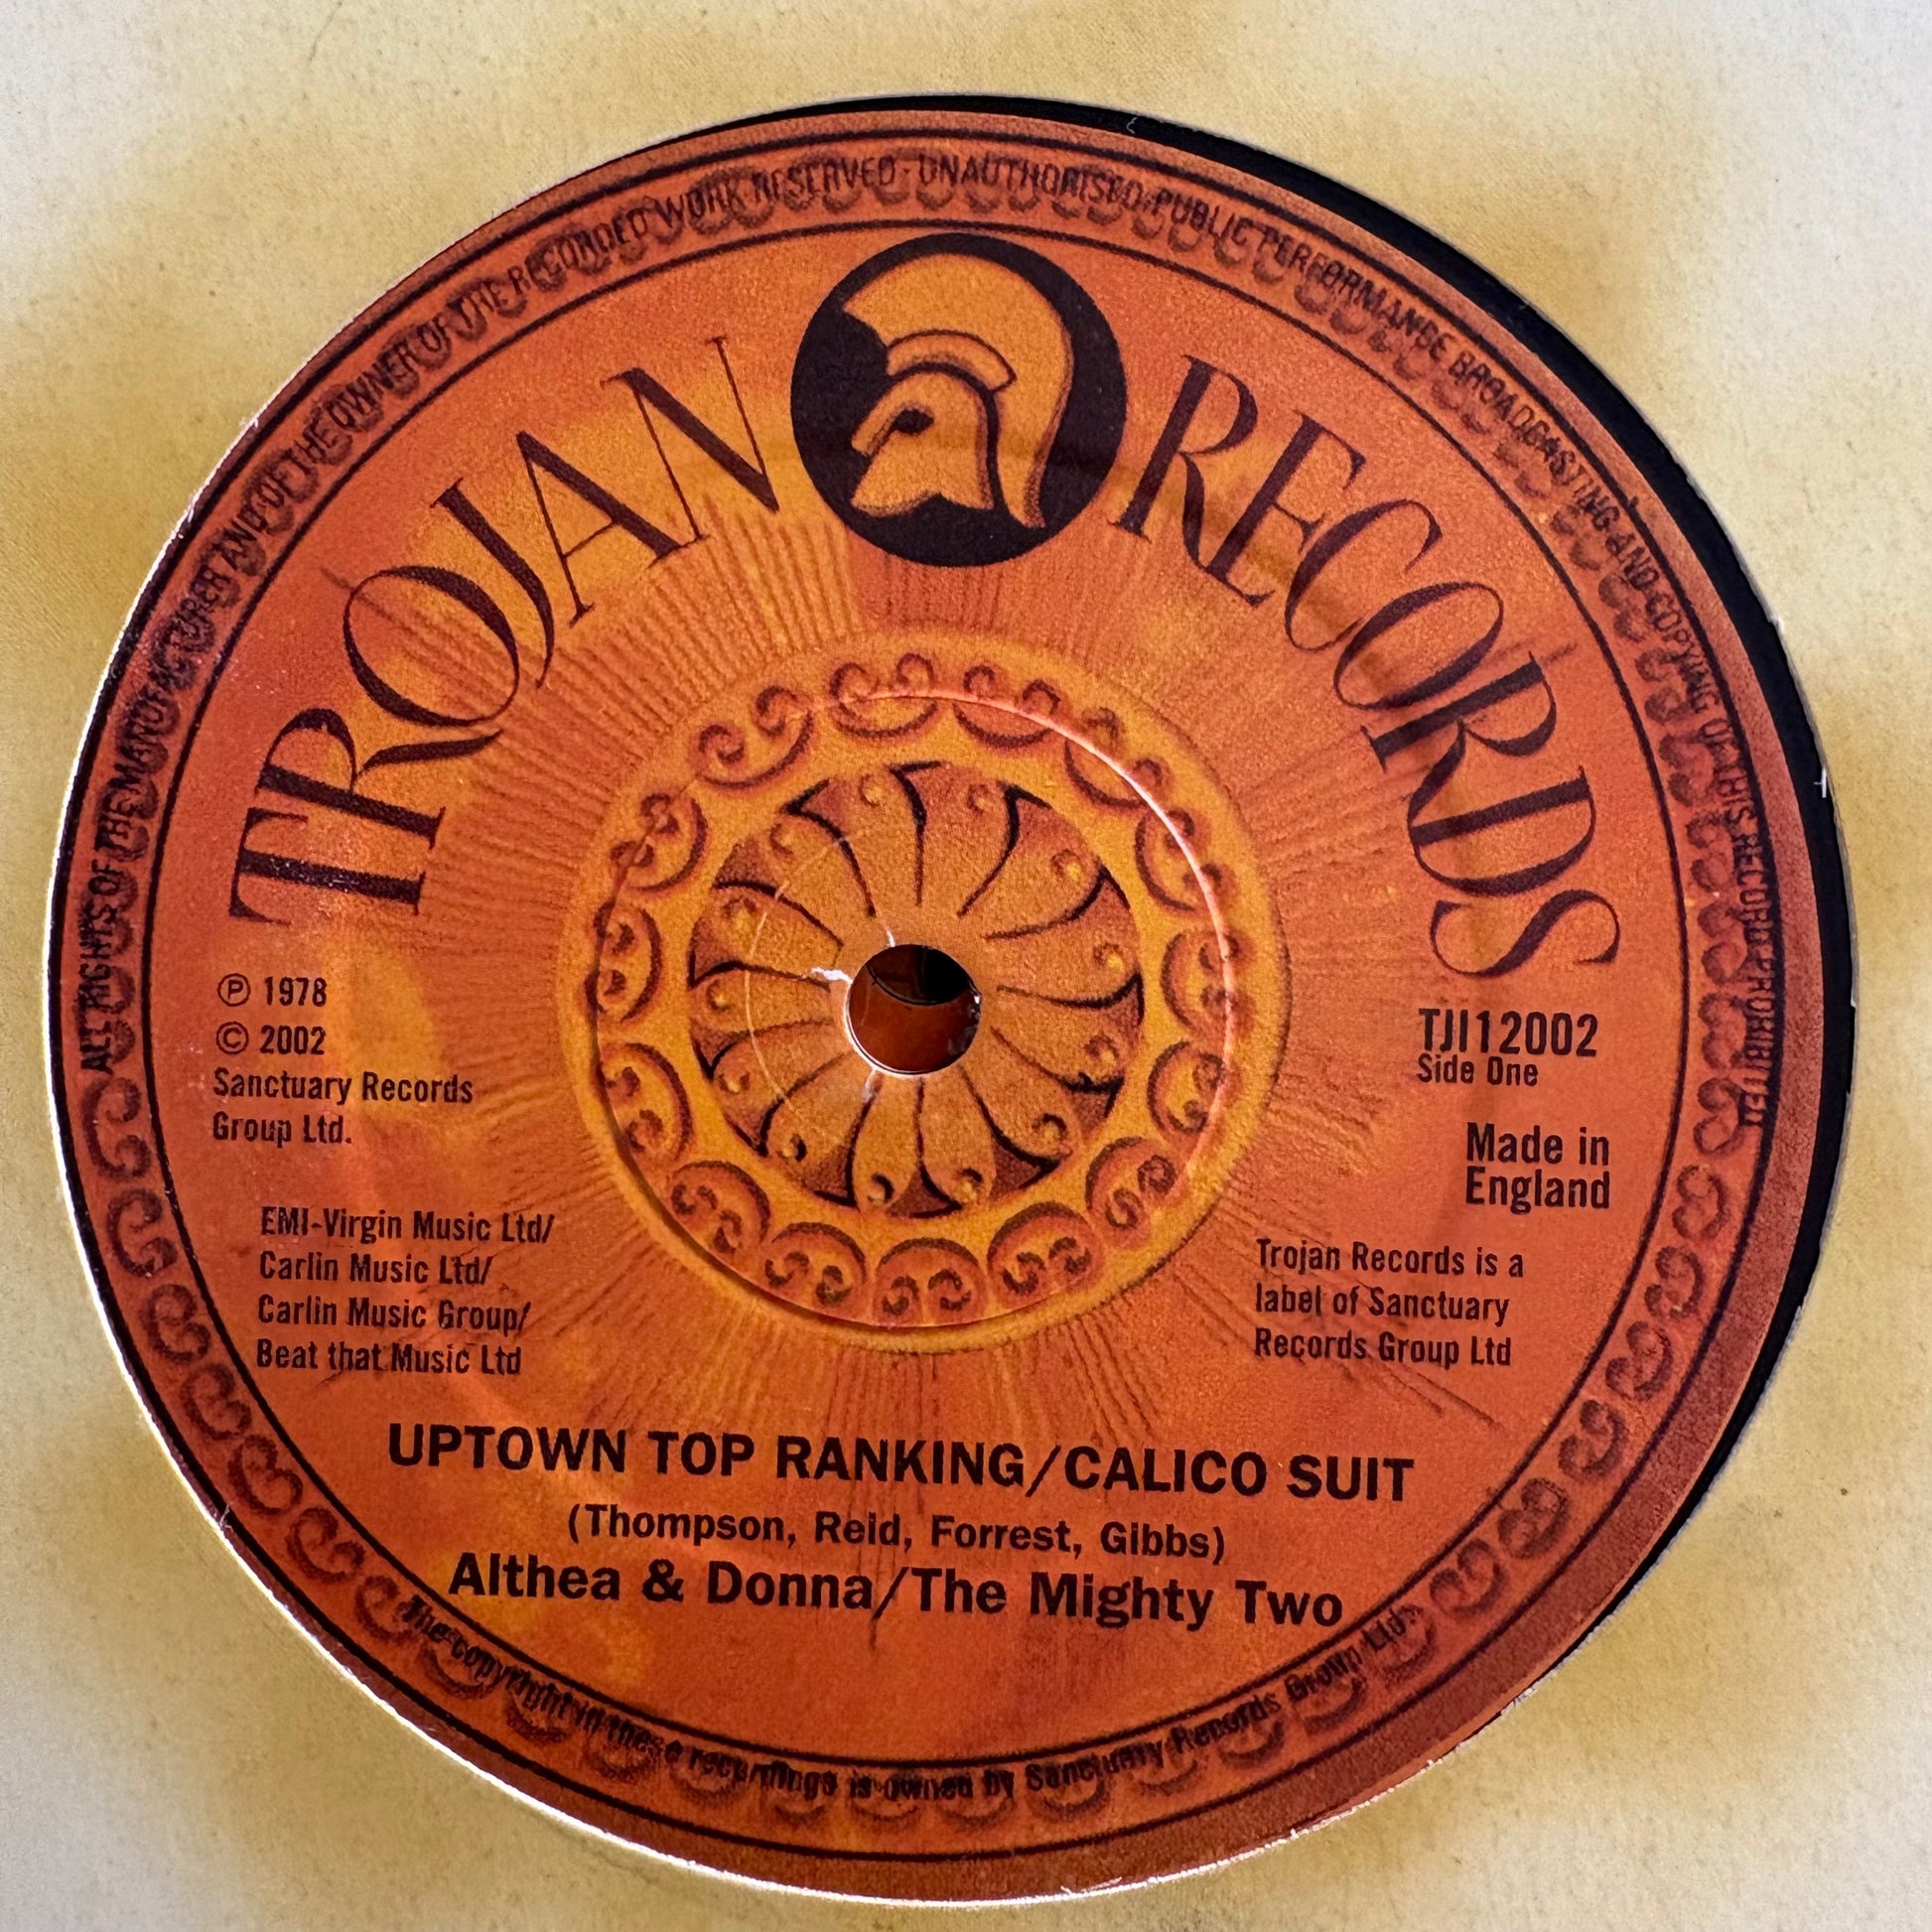 ALL RIGHTS OF THE MANUFACTURER AND OF THE OWNER OF THE RECORDED WORK RESERVED · UNAUTHORISED PUBLIC PERFORMANCE BROADCASTING AND COPYING OF THIS RECORD PROHIBITED
TROJAN RECORDS
℗ 1978
© 2002
Sanctuary Records
Group Ltd.
TJI12002
Side One
Made in
England
EMI-Virgin Music Ltd/
Carlin Music Ltd/
Carlin Music Group/
Beat that Music Ltd
Trojan Records is a
label of Sanctuary
Records Group Ltd
UPTOWN TOP RANKING/CALICO SUIT
(Thompson, Reid, Forrest, Gibbs)
Althea & Donna/The Mighty Two
The copyright in these recordings is owned by Sanctuary Records Group Ltd.